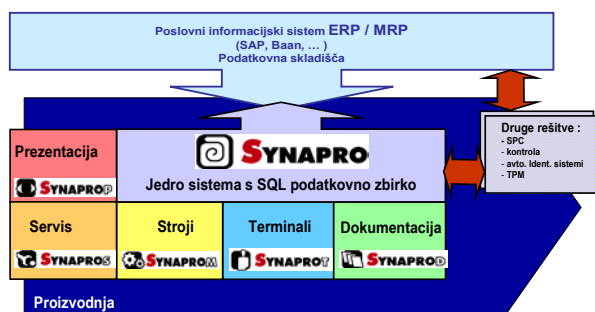 Poslovni informacijski sistem ERP / MRP
(SAP, Baan, ... )
Podatkovna skladišča
Druge rešitve :
- SPC
- kontrola
- avto. Ident. sistemi
- TPM
Prezentacija
SYNAPROP
SYNAPRO
Jedro sistema s SQL podatkovno zbirko
Servis
SYNAPROS
Stroji
SYNAPROM
Terminali
SYNAPROT
Dokumentacija
SYNAPROD
Proizvodnja